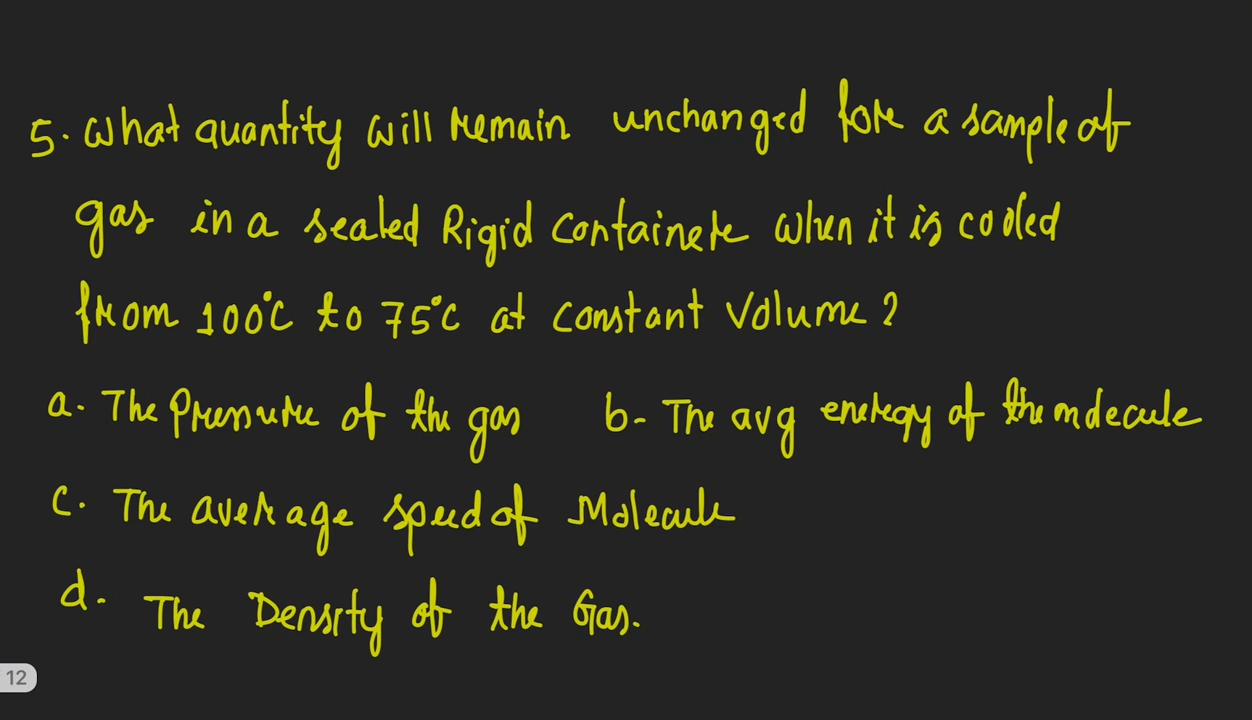 5. What quantity will remain unchanged for a sample of
gas in a sealed Rigid Container when it is cooled
from 100°C to 75°C at constant volume?
a. The Pressure of the gas b- The avg energy of the molecule
c. The average speed of Molecule
d. The Density of the Gas.
12